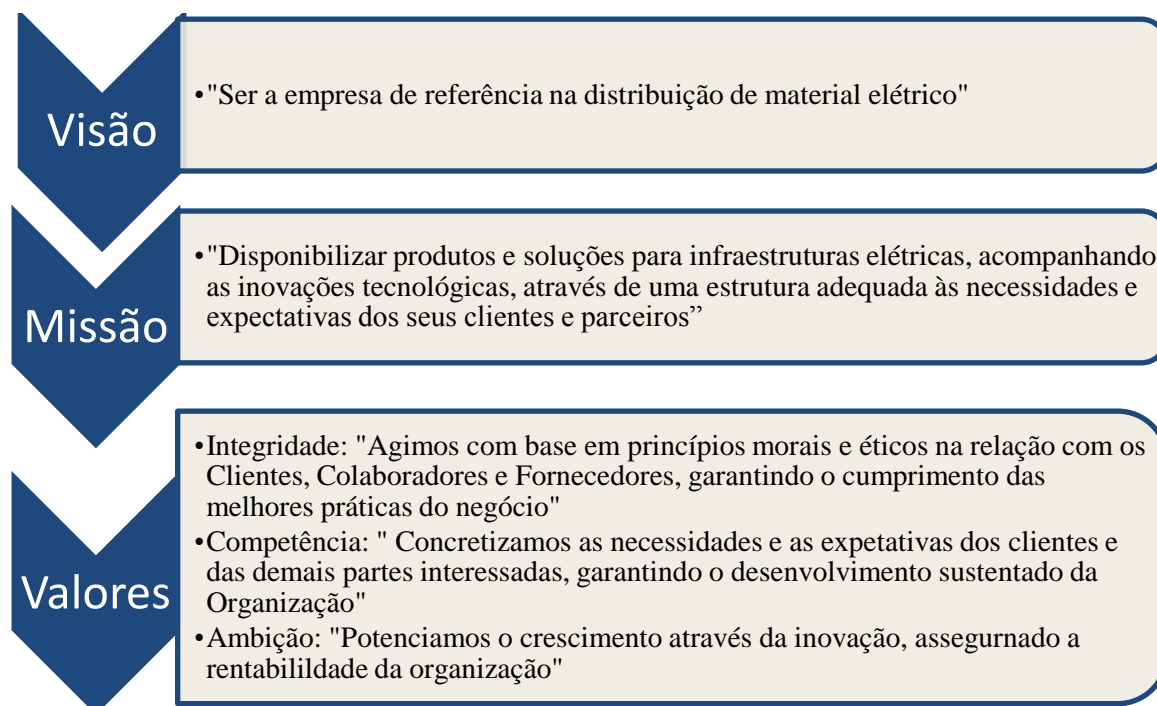 Visão
•"Ser a empresa de referência na distribuição de material elétrico"
Missão
•"Disponibilizar produtos e soluções para infraestruturas elétricas, acompanhando
as inovações tecnológicas, através de uma estrutura adequada às necessidades e
expectativas dos seus clientes e parceiros”
Valores
•Integridade: "Agimos com base em princípios morais e éticos na relação com os
Clientes, Colaboradores e Fornecedores, garantindo o cumprimento das
melhores práticas do negócio"
•Competência: " Concretizamos as necessidades e as expetativas dos clientes e
das demais partes interessadas, garantindo o desenvolvimento sustentado da
Organização"
•Ambição: "Potenciamos o crescimento através da inovação, assegurnado a
rentabilildade da organização"